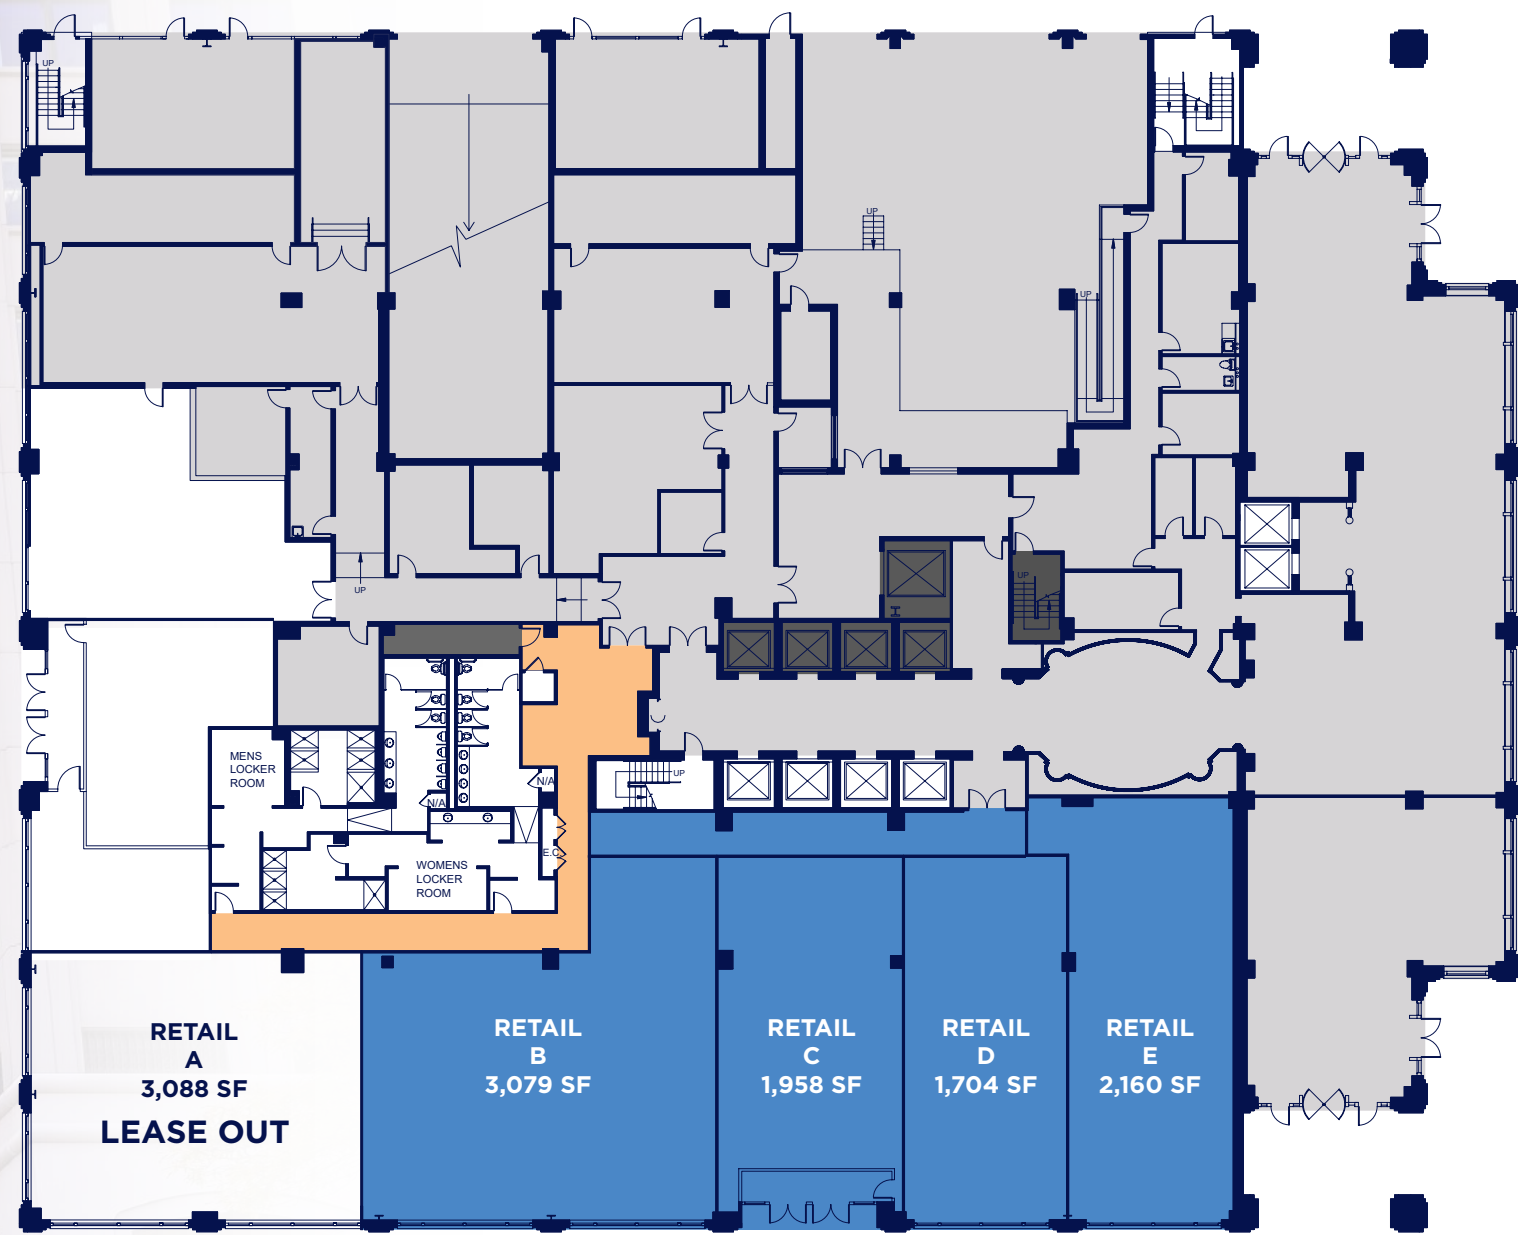 UP
UP
UP
UP
UP
UP
MENS
LOCKER
ROOM
N/A
N/A
UP
E.C.
WOMENS
LOCKER
ROOM
RETAIL
A
3,088 SF
LEASE OUT
RETAIL
B
3,079 SF
RETAIL
C
1,958 SF
RETAIL
D
1,704 SF
RETAIL
E
2,160 SF